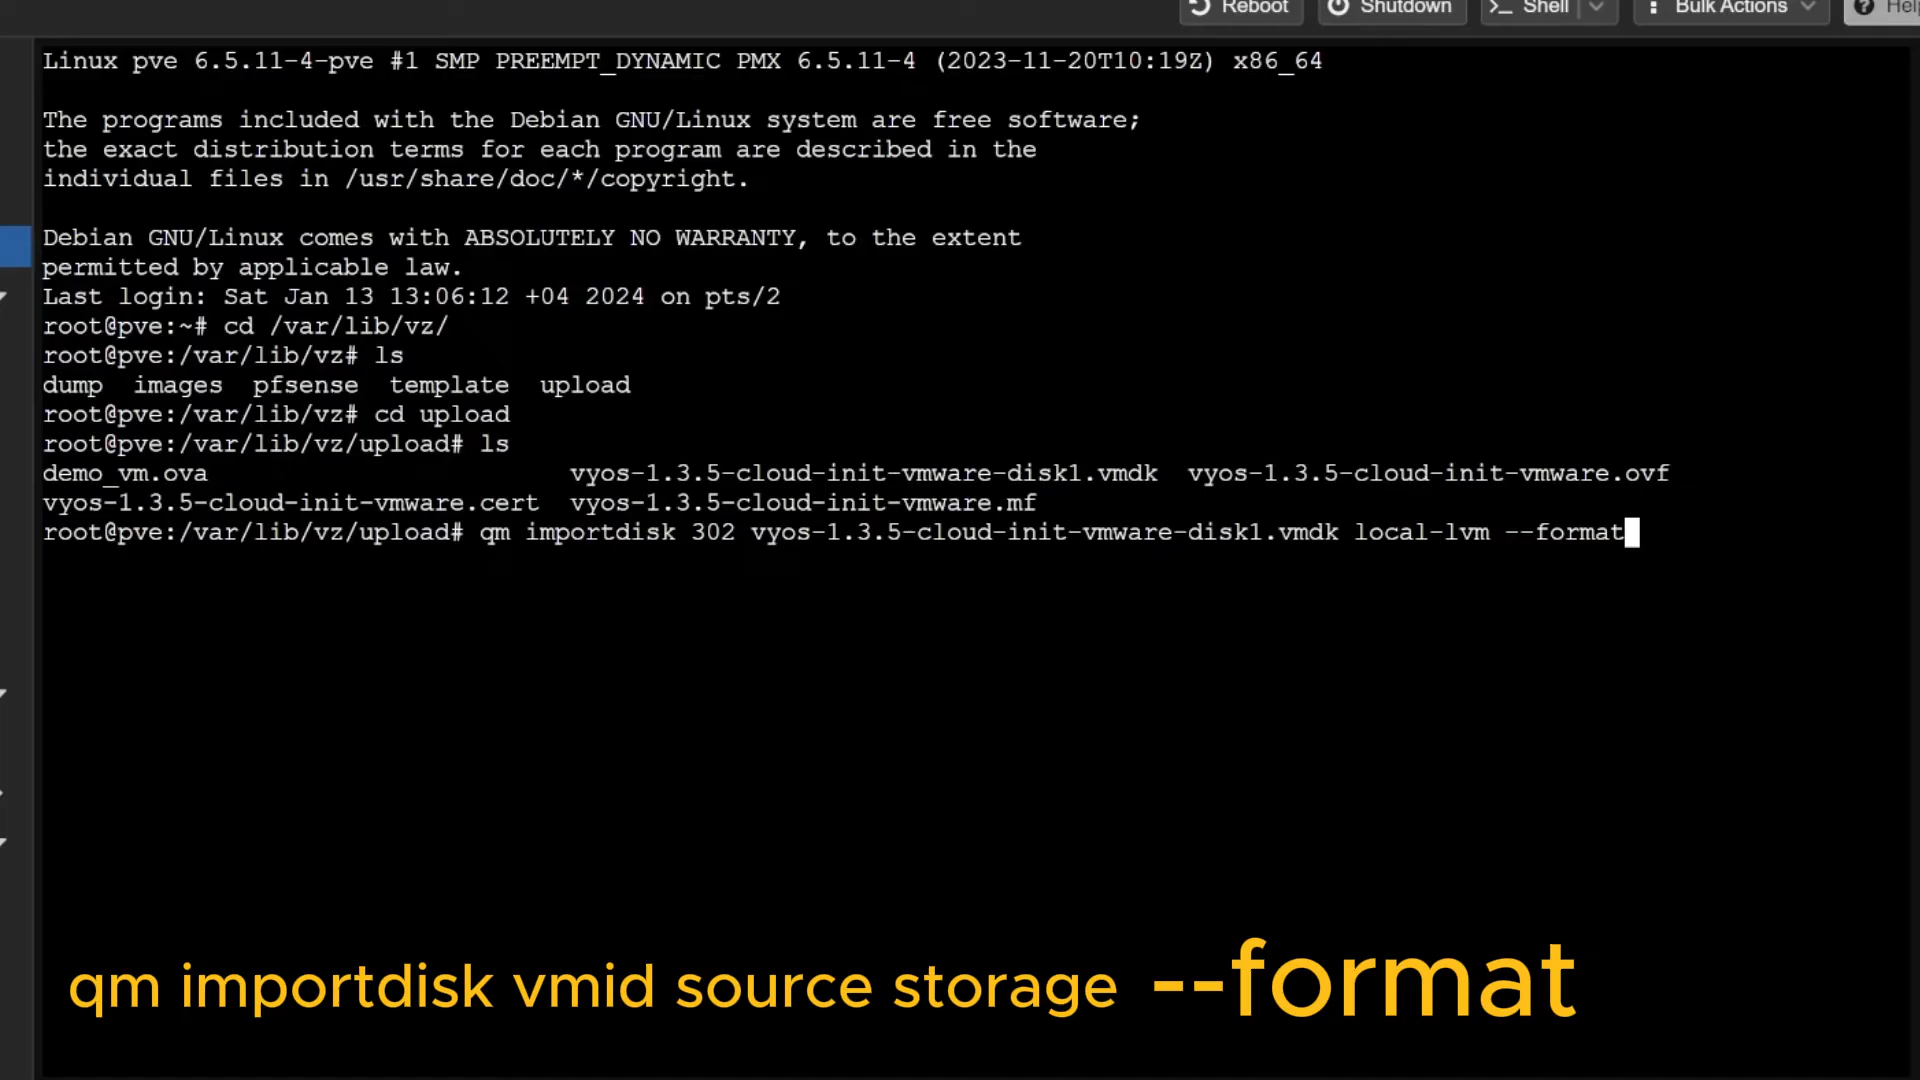 Reboot Shutdown Shell Bulk Actions
Linux pve 6.5.11-4-pve #1 SMP PREEMPT_DYNAMIC PMX 6.5.11-4 (2023-11-20T10:19Z) x86_64
The programs included with the Debian GNU/Linux system are free software;
the exact distribution terms for each program are described in the
individual files in /usr/share/doc/*/copyright.
Debian GNU/Linux comes with ABSOLUTELY NO WARRANTY, to the extent
permitted by applicable law.
Last login: Sat Jan 13 13:06:12 +04 2024 on pts/2
root@pve:~# cd /var/lib/vz/
root@pve:/var/lib/vz# ls
dump  images  pfsense  template  upload
root@pve:/var/lib/vz# cd upload
root@pve:/var/lib/vz/upload# ls
demo_vm.ova  vyos-1.3.5-cloud-init-vmware-disk1.vmdk  vyos-1.3.5-cloud-init-vmware.ovf
vyos-1.3.5-cloud-init-vmware.cert  vyos-1.3.5-cloud-init-vmware.mf
root@pve:/var/lib/vz/upload# qm importdisk 302 vyos-1.3.5-cloud-init-vmware-disk1.vmdk local-lvm --format
qm importdisk vmid source storage --format